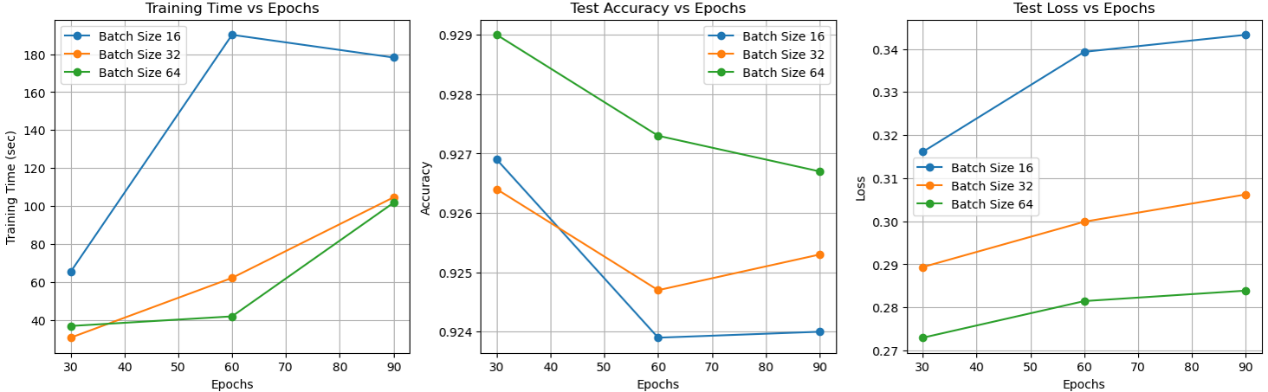 Training Time vs Epochs
Batch Size 16
Batch Size 32
Batch Size 64
180
160
140
120
100
80
60
40
Training Time (sec)
30 40 50 60 70 80 90
Epochs
Test Accuracy vs Epochs
Batch Size 16
Batch Size 32
Batch Size 64
0.929
0.928
0.927
0.926
0.925
0.924
Accuracy
30 40 50 60 70 80 90
Epochs
Test Loss vs Epochs
0.34
0.33
0.32
0.31
0.30
0.29
0.28
0.27
Loss
Batch Size 16
Batch Size 32
Batch Size 64
30 40 50 60 70 80 90
Epochs